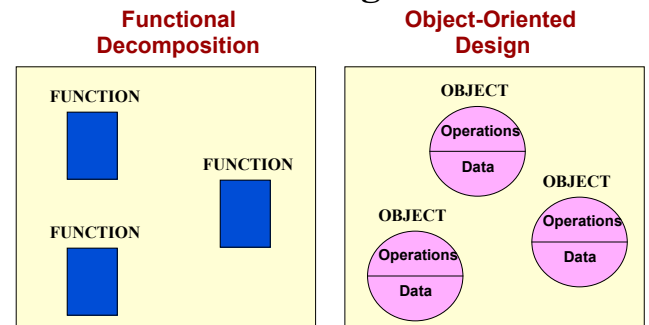 Functional
Decomposition
FUNCTION
FUNCTION
FUNCTION
Object-Oriented
Design
OBJECT
Operations
Data
OBJECT
Operations
Data
OBJECT
Operations
Data